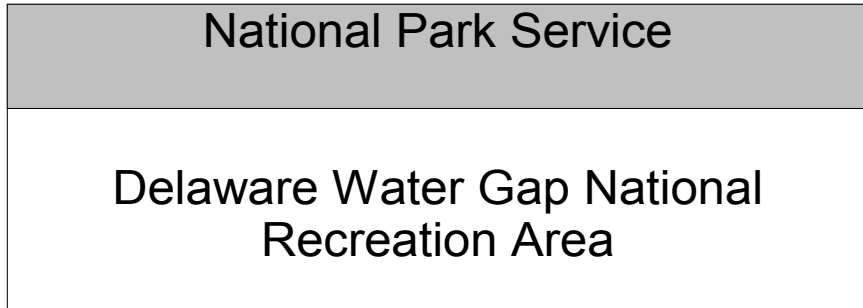 National Park Service
Delaware Water Gap National
Recreation Area